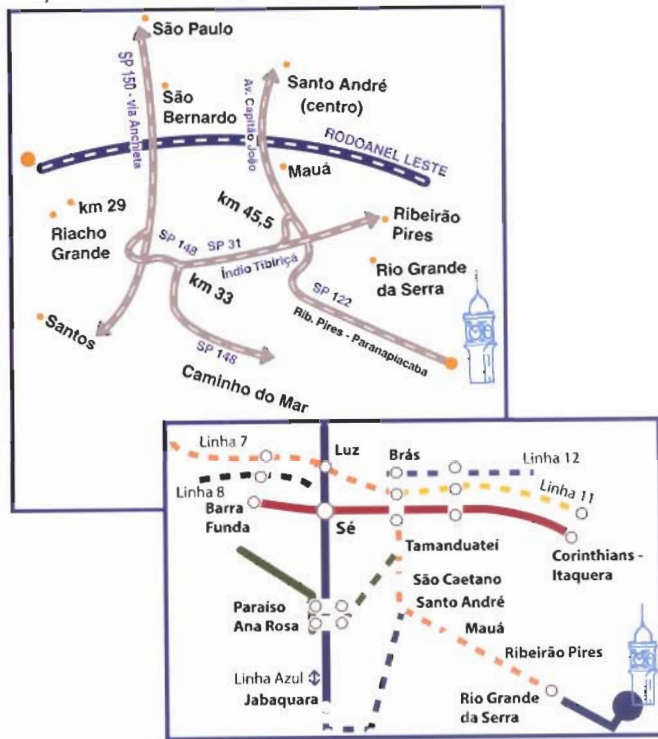 São Paulo
SP 150 - via Anchieta
São
Bernardo
Av. Capitão João
Santo André
(centro)
RODOANEL LESTE
Mauá
km 29
Riacho
Grande
km 45,5
Ribeirão
Pires
SP 148
SP 31
Índio Tibiriçá
km 33
Rio Grande
da Serra
SP 122
Rib. Pires - Paranapiacaba
Santos
SP 148
Caminho do Mar
Linha 7
Luz
Brás
Linha 12
Linha 8
Linha 11
Barra
Funda
Sé
Tamanduateí
Corinthians -
Itaquera
São Caetano
Santo André
Paraiso
Ana Rosa
Mauá
Ribeirão Pires
Linha Azul
Jabaquara
Rio Grande
da Serra